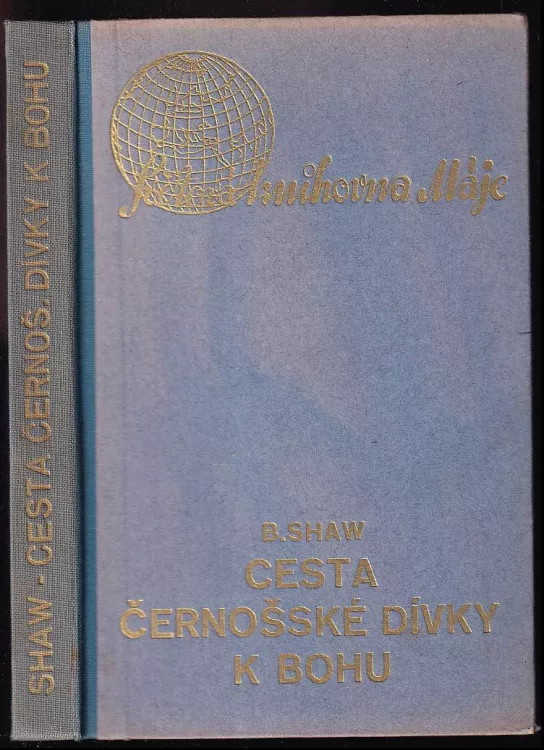 SHAW - CESTA ČERNOŠ. DÍVKY K BOHU
knihovna Máje
B. SHAW
CESTA
ČERNOŠSKÉ DÍVKY
K BOHU